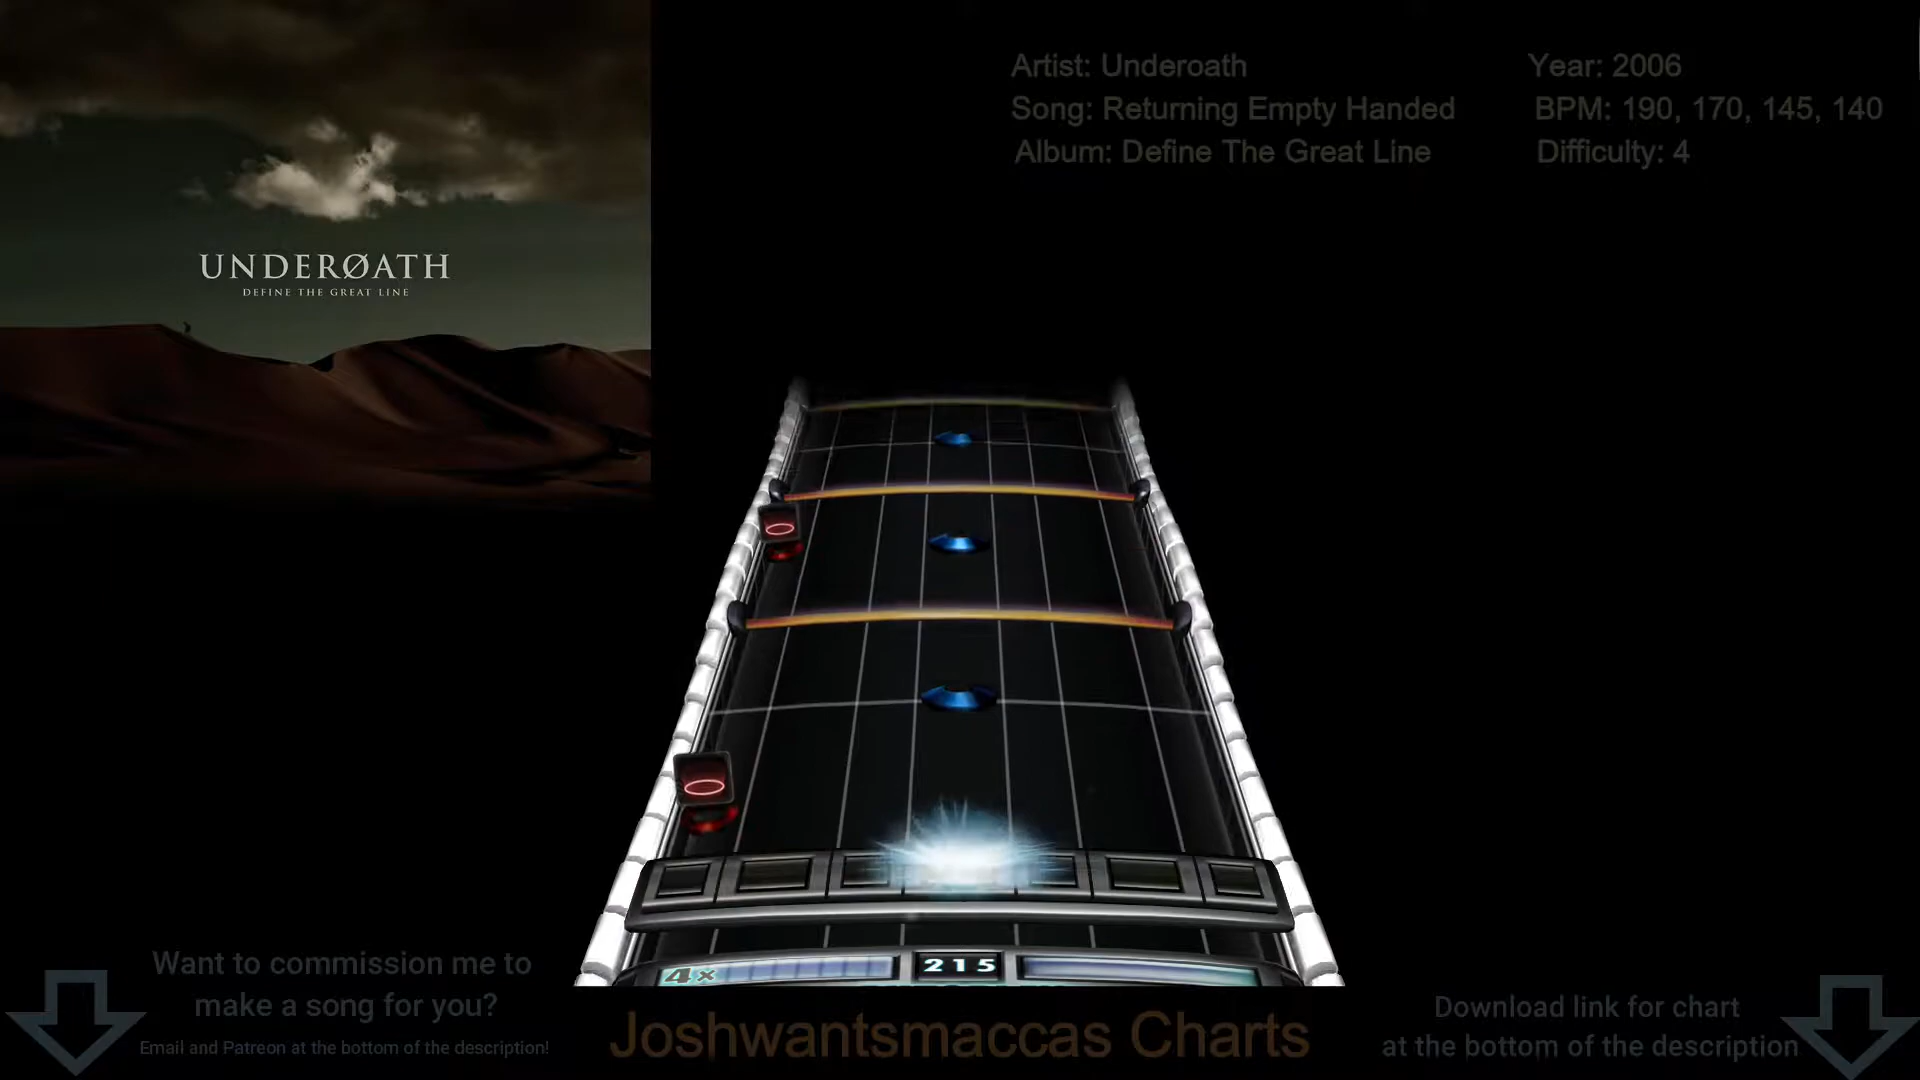 Artist: Underoath
Song: Returning Empty Handed
Album: Define The Great Line
Year: 2006
BPM: 190, 170, 145, 140
Difficulty: 4
UNDERØATH
DEFINE THE GREAT LINE
4x
215
Want to commission me to
make a song for you?
Email and Patreon at the bottom of the description!
Joshwantsmaccas Charts
Download link for chart
at the bottom of the description